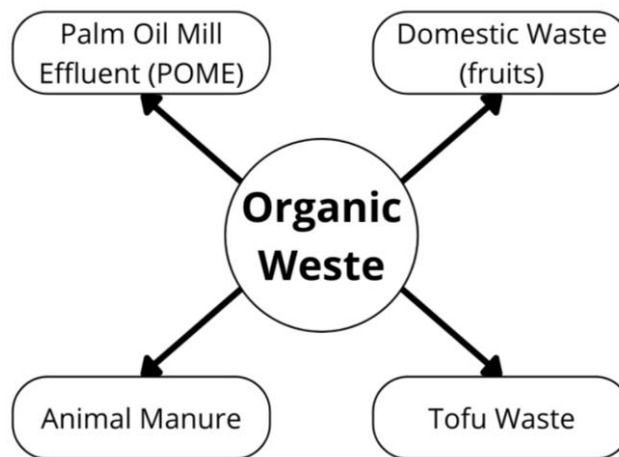 Palm Oil Mill
Effluent (POME)
Domestic Waste
(fruits)
Organic
Weste
Animal Manure
Tofu Waste